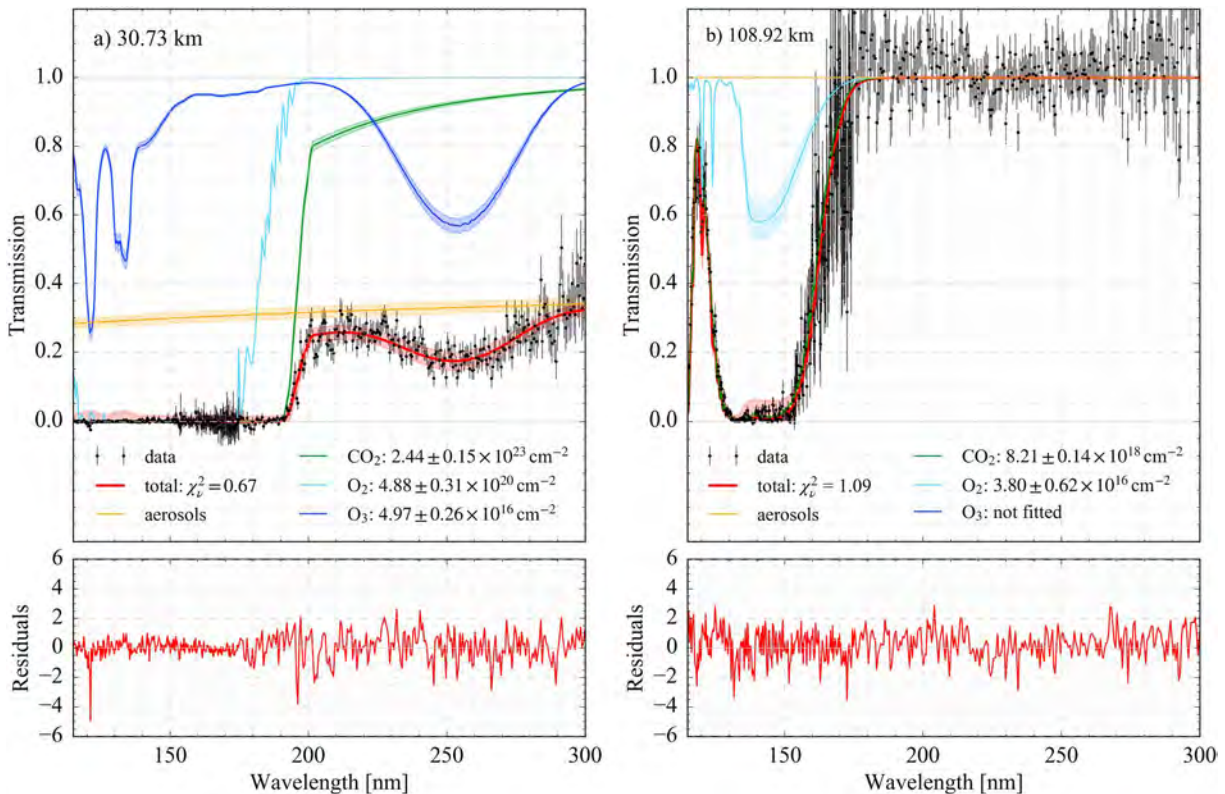 a) 30.73 km
Transmission
1.0
0.8
0.6
0.4
0.2
0.0
data
total: χ²ᵥ = 0.67
aerosols
CO₂: 2.44 ± 0.15 × 10²³ cm⁻²
O₂: 4.88 ± 0.31 × 10²⁰ cm⁻²
O₃: 4.97 ± 0.26 × 10¹⁶ cm⁻²
Residuals
6
4
2
0
−2
−4
−6
150 200 250 300
Wavelength [nm]
b) 108.92 km
Transmission
1.0
0.8
0.6
0.4
0.2
0.0
data
total: χ²ᵥ = 1.09
aerosols
CO₂: 8.21 ± 0.14 × 10¹⁸ cm⁻²
O₂: 3.80 ± 0.62 × 10¹⁶ cm⁻²
O₃: not fitted
Residuals
6
4
2
0
−2
−4
−6
150 200 250 300
Wavelength [nm]